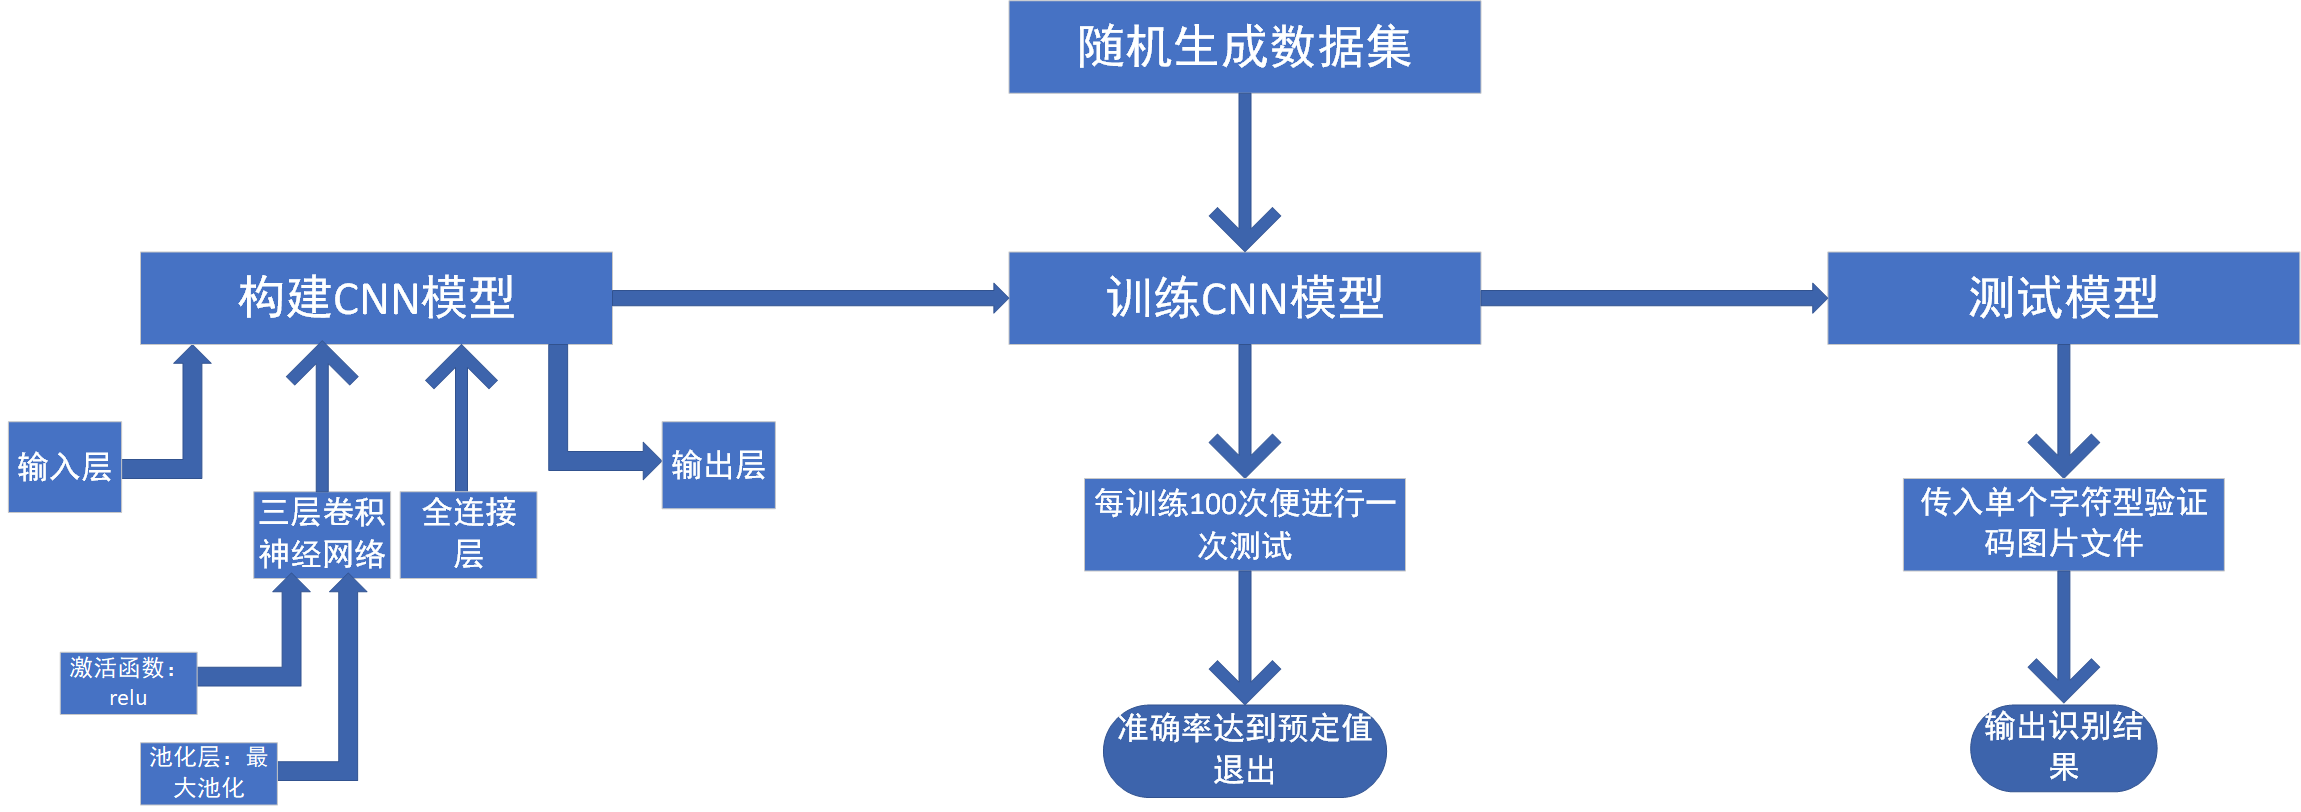 随机生成数据集
构建CNN模型
训练CNN模型
测试模型
输入层
三层卷积
神经网络
全连接
层
输出层
激活函数：
relu
池化层：最
大池化
每训练100次便进行一
次测试
准确率达到预定值
退出
传入单个字符型验证
码图片文件
输出识别结
果